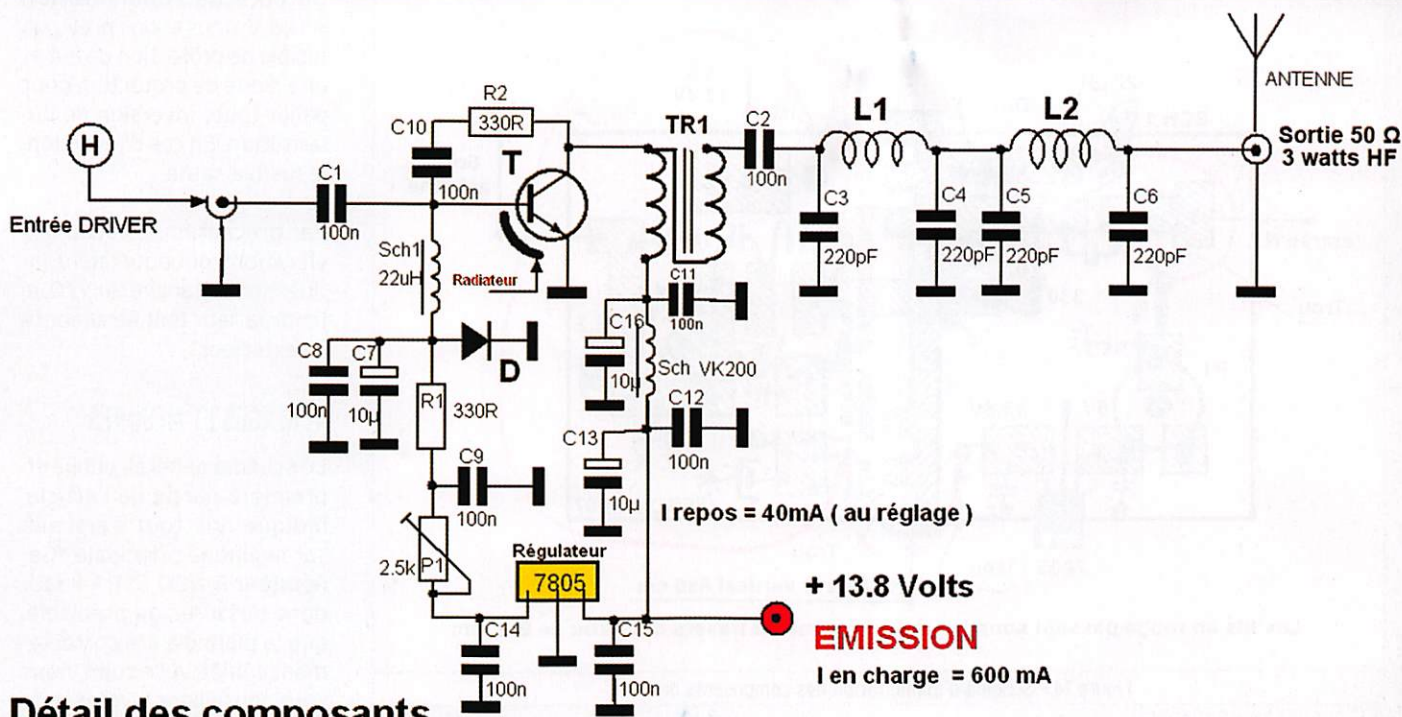 ANTENNE
R2
330R
C10
100n
T
TR1
C2
100n
L1
L2
Sortie 50 Ω
3 watts HF
H
Entrée DRIVER
C1
100n
Sch1
22uH
Radiateur
C3
220pF
C4
220pF
C5
220pF
C6
220pF
C11
100n
C16
10µ
Sch VK200
C8
100n
C7
10µ
D
R1
330R
C12
100n
C13
10µ
C9
100n
I repos = 40mA ( au réglage )
2.5k
P1
Régulateur
7805
+ 13.8 Volts
EMISSION
I en charge = 600 mA
C14
100n
C15
100n
Détail des composants